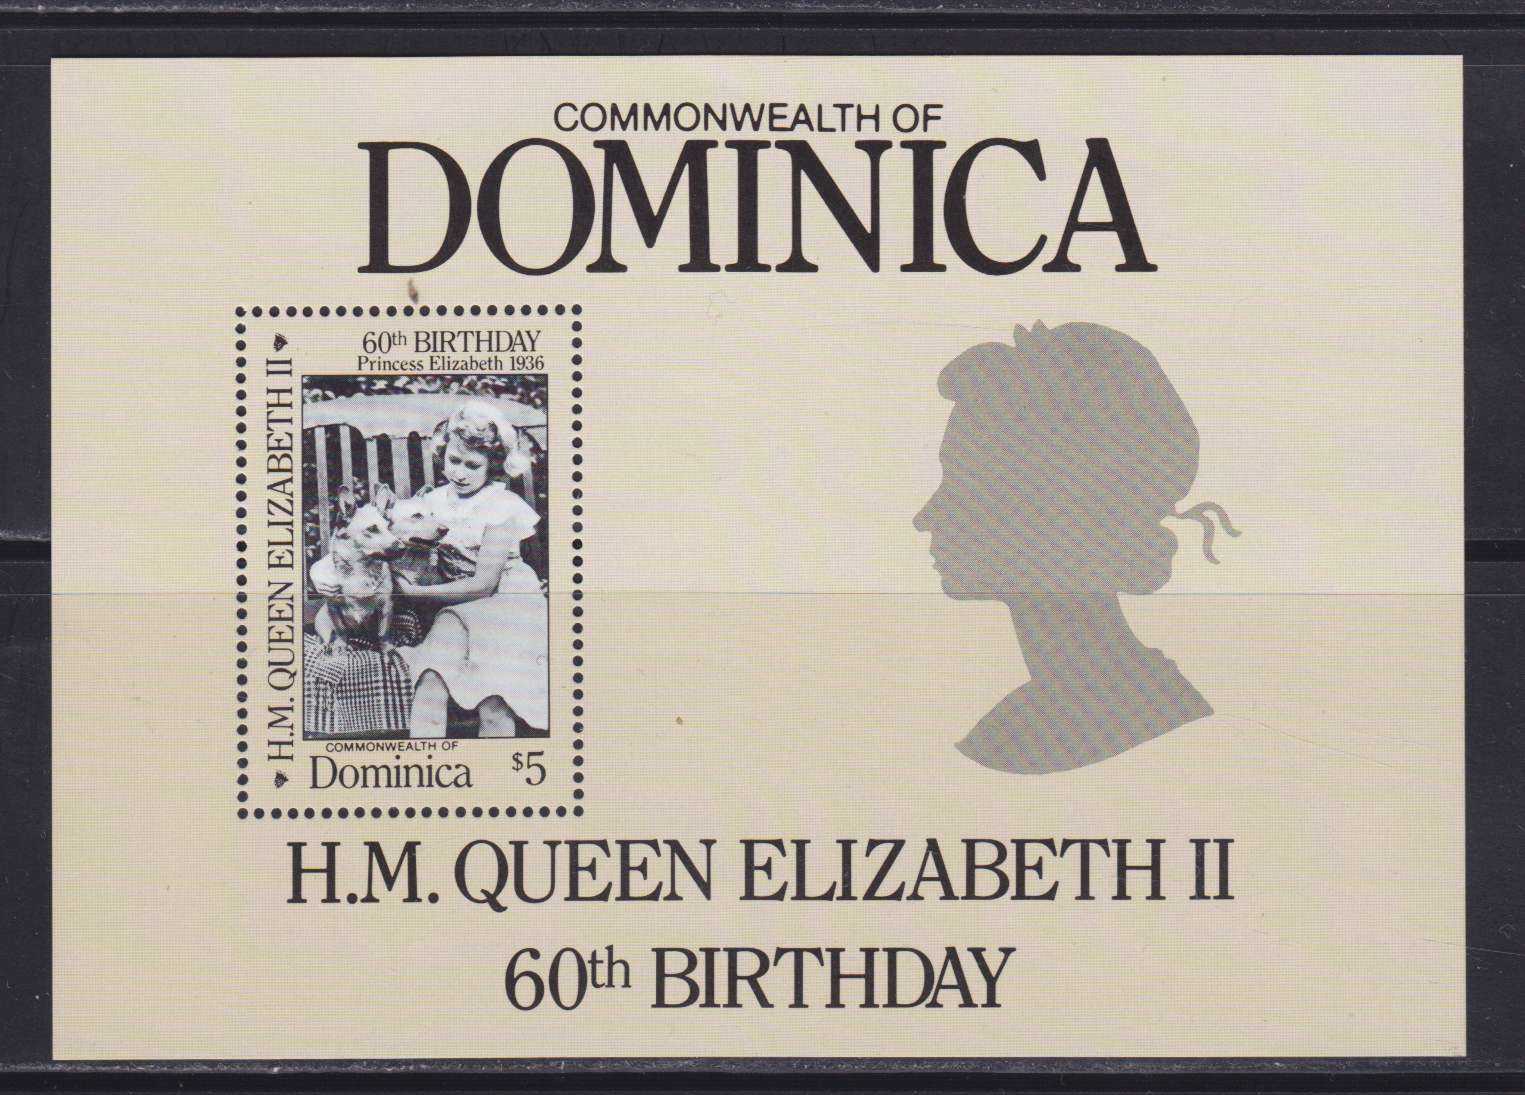 COMMONWEALTH OF
DOMINICA
60th BIRTHDAY
Princess Elizabeth 1936
H.M. QUEEN ELIZABETH II
COMMONWEALTH OF
Dominica $5
H.M. QUEEN ELIZABETH II
60th BIRTHDAY